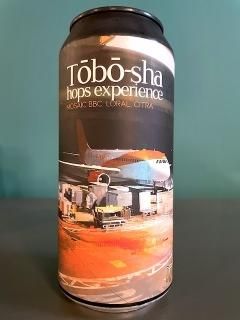 Tōbō-sha
hops experience
MOSAIC BBC, LORAL, CITRA